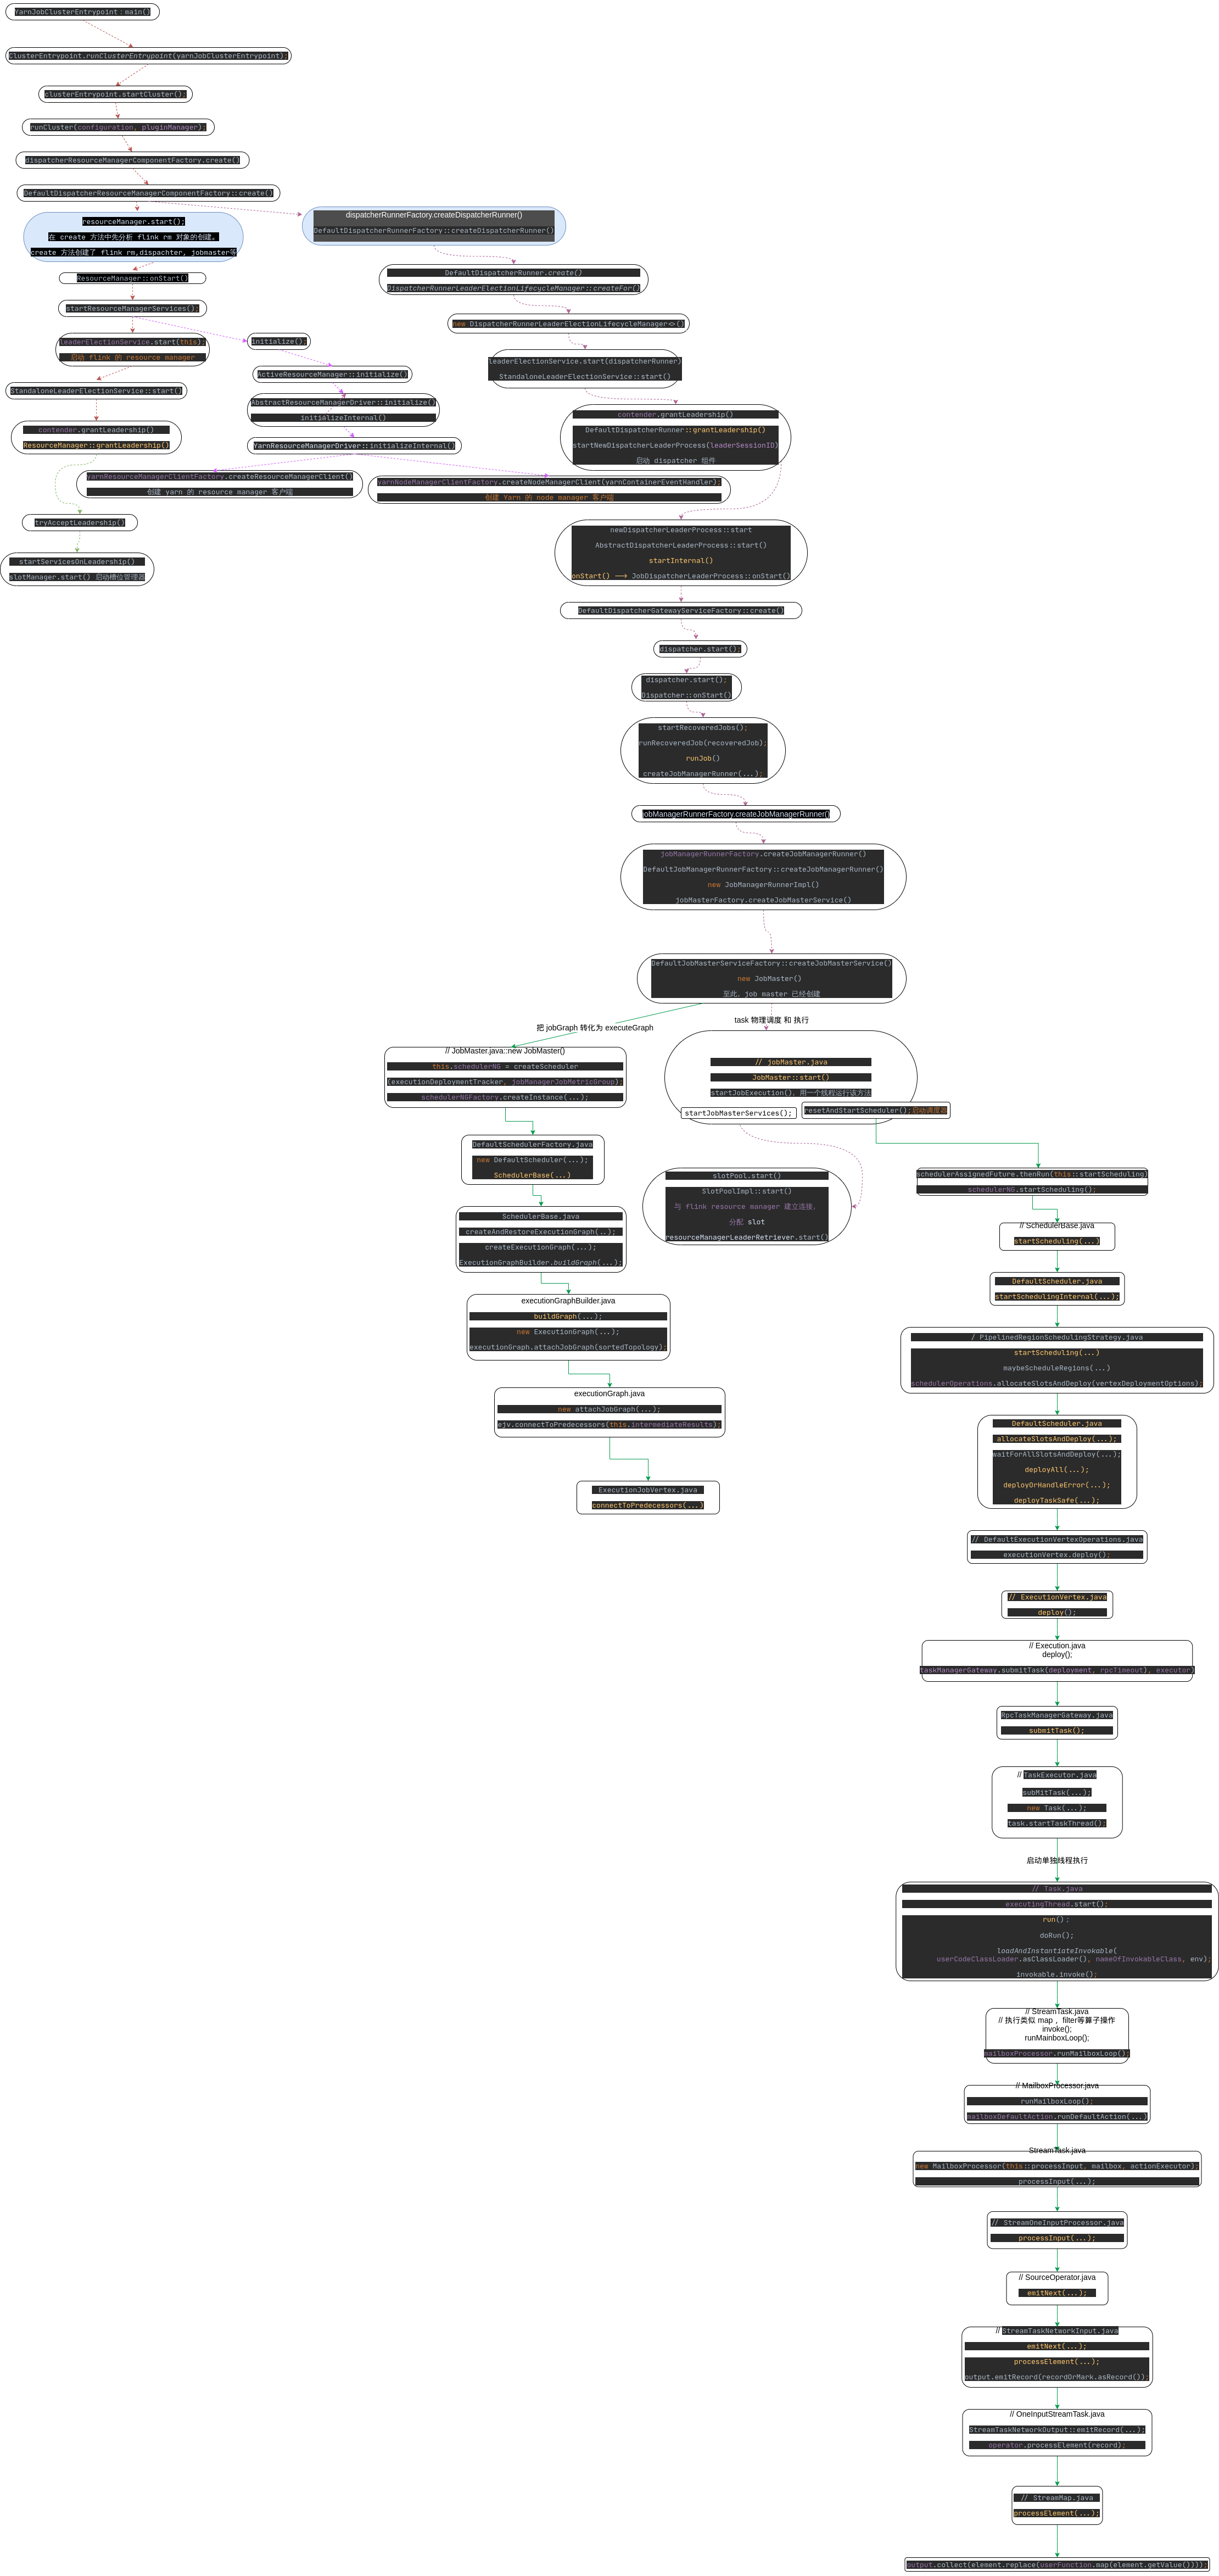 YarnJobClusterEntrypoint：main()
ClusterEntrypoint.runClusterEntrypoint(yarnJobClusterEntrypoint);
clusterEntrypoint.startCluster();
runCluster(configuration, pluginManager);
dispatcherResourceManagerComponentFactory.create()
DefaultDispatcherResourceManagerComponentFactory::create()
resourceManager.start();
在 create 方法中先分析 flink rm 对象的创建。
create 方法创建了 flink rm,dispachter, jobmaster等
dispatcherRunnerFactory.createDispatcherRunner()
DefaultDispatcherRunnerFactory::createDispatcherRunner()
ResourceManager::onStart()
startResourceManagerServices()
leaderElectionService.start(this);
启动 flink 的 resource manager
StandaloneLeaderElectionService::start()
contender.grantLeadership()
ResourceManager::grantLeadership()
tryAcceptLeadership()
startServicesOnLeadership()
slotManager.start() 启动槽位管理器
initialize();
ActiveResourceManager::initialize()
AbstractResourceManagerDriver::initialize()
initializeInternal()
YarnResourceManagerDriver::initializeInternal()
yarnResourceManagerClientFactory.createResourceManagerClient()
创建 yarn 的 resource manager 客户端
yarnNodeManagerClientFactory.createNodeManagerClient(yarnContainerEventHandler);
创建 Yarn 的 node manager 客户端
DefaultDispatcherRunner.create()
DispatcherRunnerLeaderElectionLifecycleManager::createFor()
new DispatcherRunnerLeaderElectionLifecycleManager<>()
leaderElectionService.start(dispatcherRunner)
StandaloneLeaderElectionService::start()
contender.grantLeadership()
DefaultDispatcherRunner::grantLeadership()
startNewDispatcherLeaderProcess(leaderSessionID)
启动 dispatcher 组件
newDispatcherLeaderProcess::start
AbstractDispatcherLeaderProcess::start()
startInternal()
onStart() ——> JobDispatcherLeaderProcess::onStart()
DefaultDispatcherGatewayServiceFactory::create()
dispatcher.start();
dispatcher.start();
Dispatcher::onStart()
startRecoveredJobs();
runRecoveredJob(recoveredJob);
runJob()
createJobManagerRunner(...);
jobManagerRunnerFactory.createJobManagerRunner()
jobManagerRunnerFactory.createJobManagerRunner()
DefaultJobManagerRunnerFactory::createJobManagerRunner()
new JobManagerRunnerImpl()
jobMasterFactory.createJobMasterService()
DefaultJobMasterServiceFactory::createJobMasterService()
new JobMaster()
至此，job master 已经创建
把 jobGraph 转化为 executeGraph
task 物理调度 和 执行
// JobMaster.java::new JobMaster()
this.schedulerNG = createScheduler
(executionDeploymentTracker, jobManagerJobMetricGroup);
schedulerNGFactory.createInstance(...);
DefaultSchedulerFactory.java
new DefaultScheduler(...);
SchedulerBase(...)
SchedulerBase.java
createAndRestoreExecutionGraph(..);
createExecutionGraph(...);
ExecutionGraphBuilder.buildGraph(...);
executionGraphBuilder.java
buildGraph(...);
new ExecutionGraph(...);
executionGraph.attachJobGraph(sortedTopology);
executionGraph.java
new attachJobGraph(...);
ejv.connectToPredecessors(this.intermediateResults);
ExecutionJobVertex.java
connectToPredecessors(...)
// jobMaster.java
JobMaster::start()
startJobExecution()，用一个线程运行该方法
startJobMasterServices();
resetAndStartScheduler();启动调度器
slotPool.start()
SlotPoolImpl::start()
与 flink resource manager 建立连接,
分配 slot
resourceManagerLeaderRetriever.start()
schedulerAssignedFuture.thenRun(this::startScheduling)
schedulerNG.startScheduling();
// SchedulerBase.java
startScheduling(...)
DefaultScheduler.java
startSchedulingInternal(...);
/ PipelinedRegionSchedulingStrategy.java
startScheduling(...)
maybeScheduleRegions(...)
schedulerOperations.allocateSlotsAndDeploy(vertexDeploymentOptions);
DefaultScheduler.java
allocateSlotsAndDeploy(...);
waitForAllSlotsAndDeploy(...);
deployAll(...);
deployOrHandleError(...);
deployTaskSafe(...);
// DefaultExecutionVertexOperations.java
executionVertex.deploy();
// ExecutionVertex.java
deploy();
// Execution.java
deploy();
taskManagerGateway.submitTask(deployment, rpcTimeout), executor)
RpcTaskManagerGateway.java
submitTask();
// TaskExecutor.java
subMitTask(...);
new Task(...);
task.startTaskThread();
启动单独线程执行
// Task.java
executingThread.start();
run();
doRun();
loadAndInstantiateInvokable(
userCodeClassLoader.asClassLoader(), nameOfInvokableClass, env);
invokable.invoke();
// StreamTask.java
// 执行类似 map ，filter等算子操作
invoke();
runMainboxLoop();
mailboxProcessor.runMailboxLoop();
// MailboxProcessor.java
runMailboxLoop();
mailboxDefaultAction.runDefaultAction(...)
StreamTask.java
new MailboxProcessor(this::processInput, mailbox, actionExecutor);
processInput(...);
// StreamOneInputProcessor.java
processInput(...);
// SourceOperator.java
emitNext(...);
// StreamTaskNetworkInput.java
emitNext(...);
processElement(...);
output.emitRecord(recordOrMark.asRecord());
// OneInputStreamTask.java
StreamTaskNetworkOutput::emitRecord(...);
operator.processElement(record);
// StreamMap.java
processElement(...);
output.collect(element.replace(userFunction.map(element.getValue())))